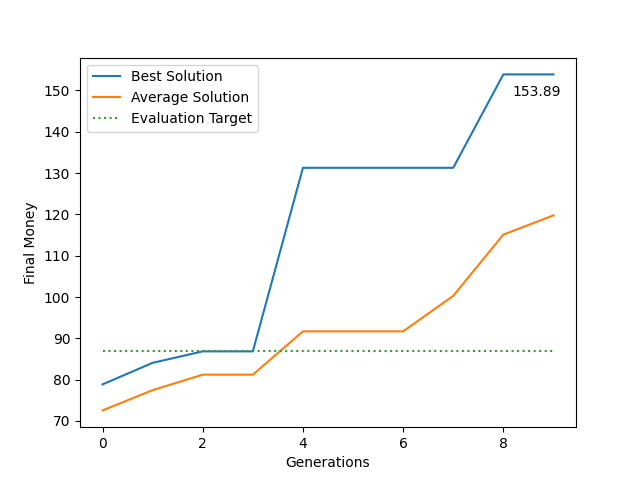 Best Solution
Average Solution
Evaluation Target
153.89
150
140
130
120
110
100
90
80
70
Final Money
0 2 4 6 8
Generations